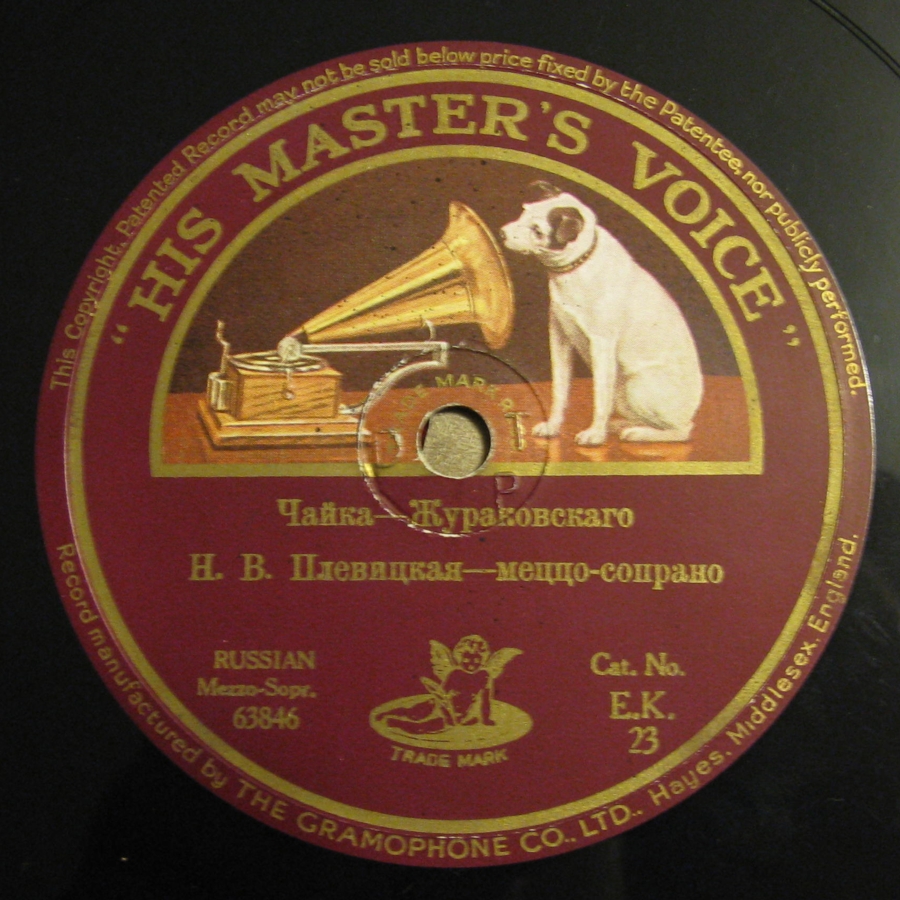 This Copyright. Patented Record may not be sold below price fixed by the Patentee, nor publicly performed.
“HIS MASTER'S VOICE”
TRADE MARK
Чайка—Жураковскаго
Н. В. Плевицкая—меццо-сопрано
RUSSIAN
Mezzo-Sopr.
63846
TRADE MARK
Cat. No.
E.K.
23
Record manufactured by THE GRAMOPHONE CO., LTD., Hayes, Middlesex, England.